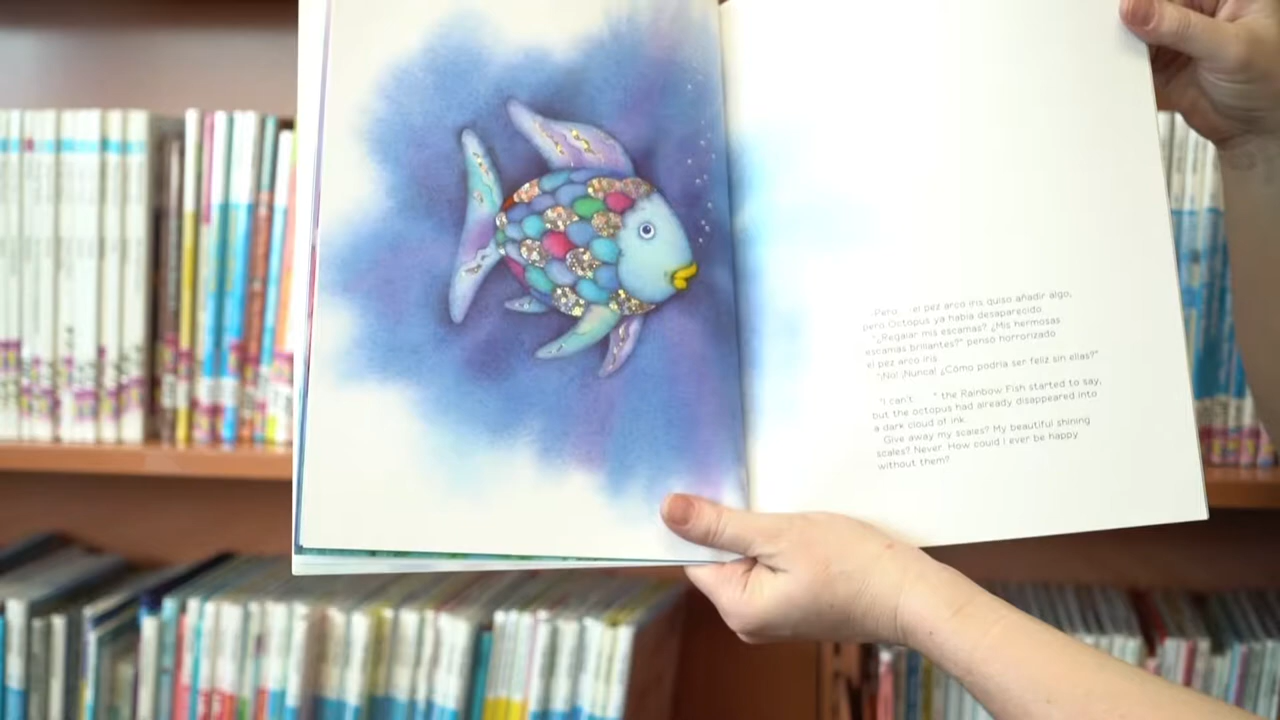 "Pero... el pez arco iris quiso añadir algo,
pero Octopus ya había desaparecido.
"¿Regalar mis escamas? ¿Mis hermosas
escamas brillantes?" pensó horrorizado
el pez arco iris.
"¡No! ¡Nunca! ¿Cómo podría ser feliz sin ellas?"
"I can't . . . " the Rainbow Fish started to say,
but the octopus had already disappeared into
a dark cloud of ink.
Give away my scales? My beautiful shining
scales? Never. How could I ever be happy
without them?